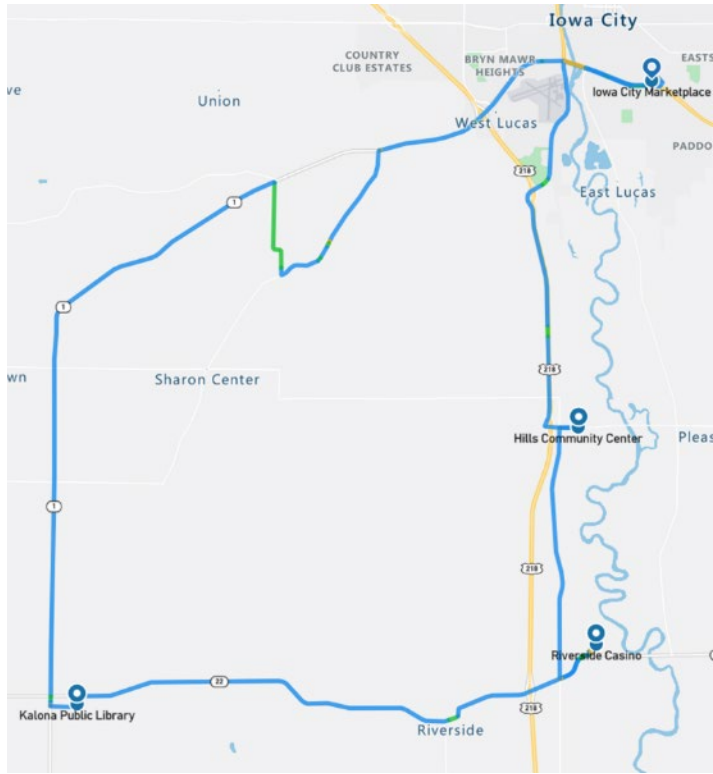 Iowa City
COUNTRY
CLUB ESTATES
BRYN MAWR
HEIGHTS
EASTS
Iowa City Marketplace
ve
Union
West Lucas
PADDO
218
East Lucas
1
1
218
wn
Sharon Center
Hills Community Center
Pleas
1
218
Riverside Casino
22
Kalona Public Library
218
Riverside